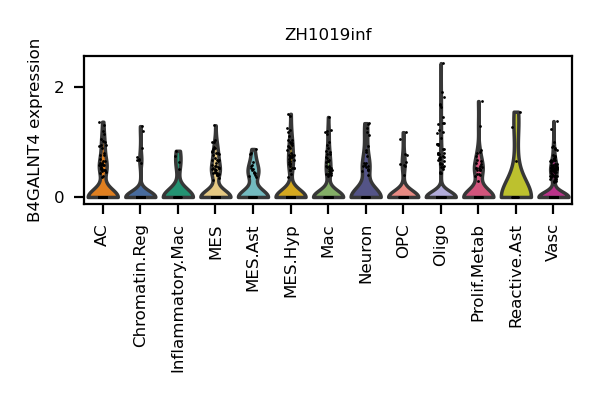 ZH1019inf
B4GALNT4 expression
2
0
AC
Chromatin.Reg
Inflammatory.Mac
MES
MES.Ast
MES.Hyp
Mac
Neuron
OPC
Oligo
Prolif.Metab
Reactive.Ast
Vasc